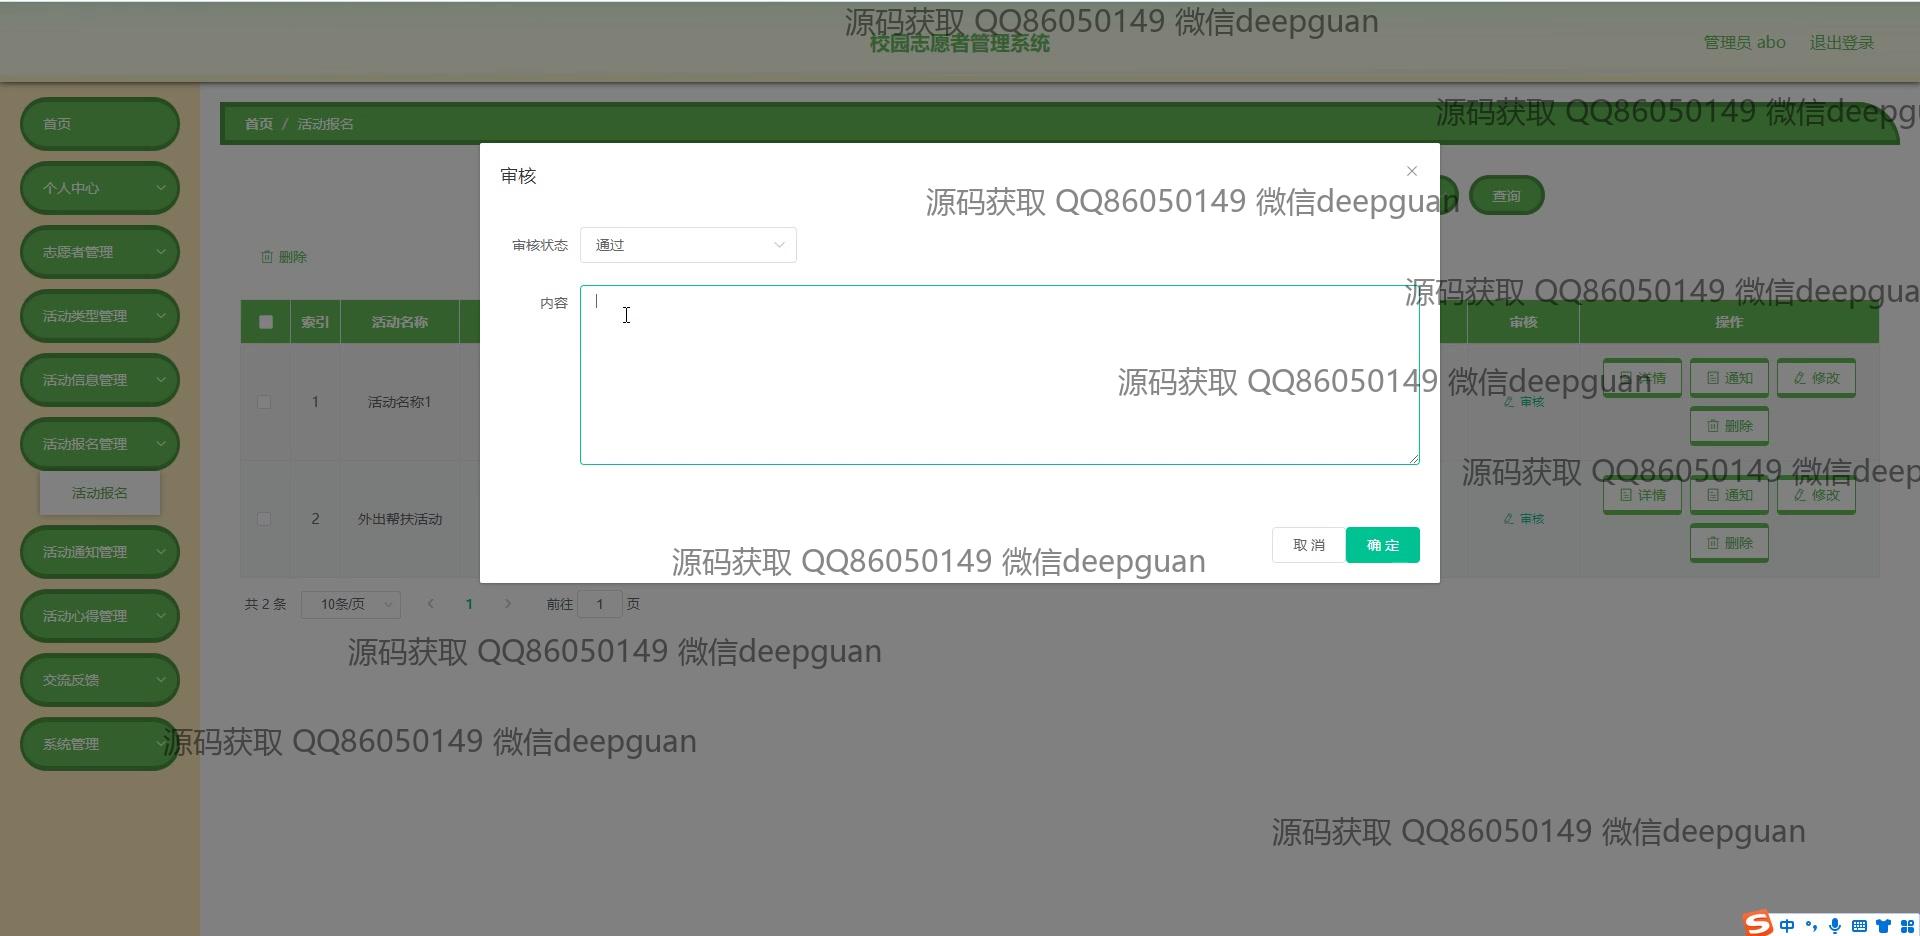 源码获取 QQ86050149 微信deepguan
校园志愿者管理系统
管理员 abo 退出登录
首页
个人中心
志愿者管理
活动类型管理
活动信息管理
活动报名管理
活动报名
活动通知管理
活动心得管理
交流反馈
系统管理
首页 / 活动报名
源码获取 QQ86050149 微信deepgu
查询
删除
审核
源码获取 QQ86050149 微信deepguan
审核状态 通过
内容
取 消 确 定
源码获取 QQ86050149 微信deepgua
索引 活动名称 审核 操作
源码获取 QQ86050149 微信deepguan
1 活动名称1 审核 详情 通知 修改
删除
源码获取 QQ86050149 微信deep
2 外出帮扶活动 审核 详情 通知 修改
删除
源码获取 QQ86050149 微信deepguan
共 2 条 10条/页 1 前往 1 页
源码获取 QQ86050149 微信deepguan
源码获取 QQ86050149 微信deepguan
源码获取 QQ86050149 微信deepguan
中